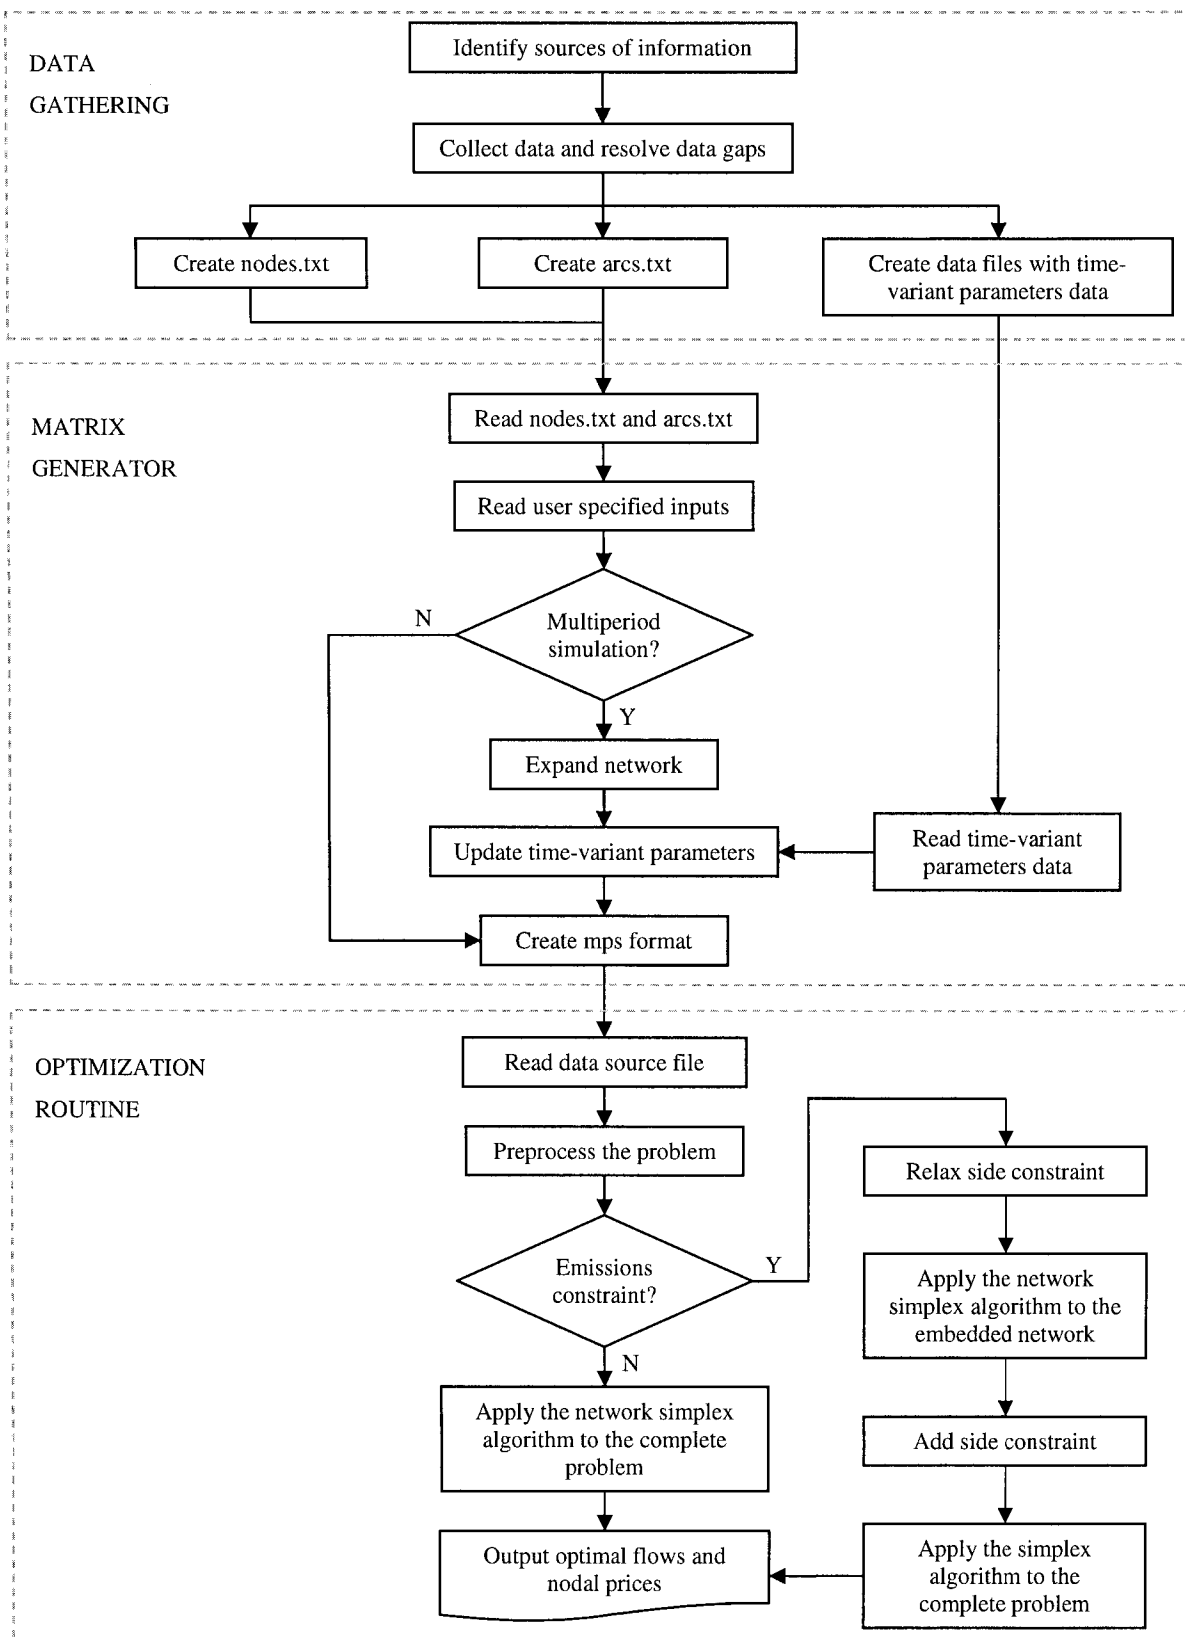 DATA
GATHERING
Identify sources of information
Collect data and resolve data gaps
Create nodes.txt
Create arcs.txt
Create data files with time-
variant parameters data
MATRIX
GENERATOR
Read nodes.txt and arcs.txt
Read user specified inputs
Multiperiod
simulation?
N
Y
Expand network
Update time-variant parameters
Read time-variant
parameters data
Create mps format
OPTIMIZATION
ROUTINE
Read data source file
Preprocess the problem
Emissions
constraint?
Y
N
Relax side constraint
Apply the network
simplex algorithm to the
embedded network
Add side constraint
Apply the simplex
algorithm to the
complete problem
Apply the network simplex
algorithm to the complete
problem
Output optimal flows and
nodal prices